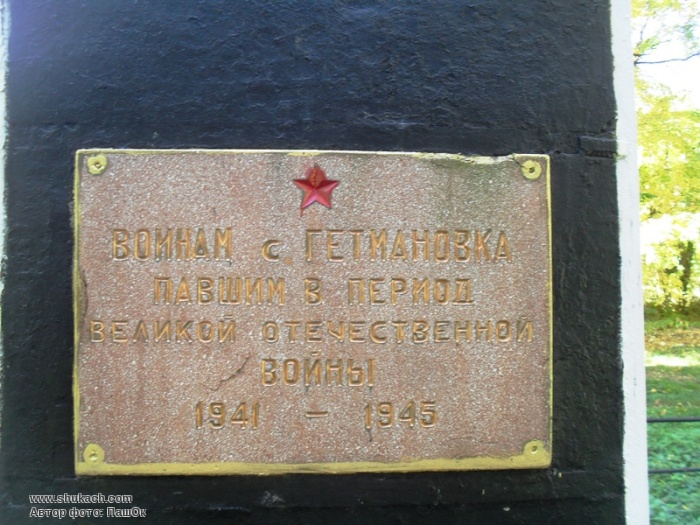 ВОИНАМ с ГЕТМАНОВКА
ПАВШИМ В ПЕРИОД
ВЕЛИКОЙ ОТЕЧЕСТВЕННОЙ
ВОЙНЫ
1941 – 1945
www.shukach.com
Автор фото: ПашОк